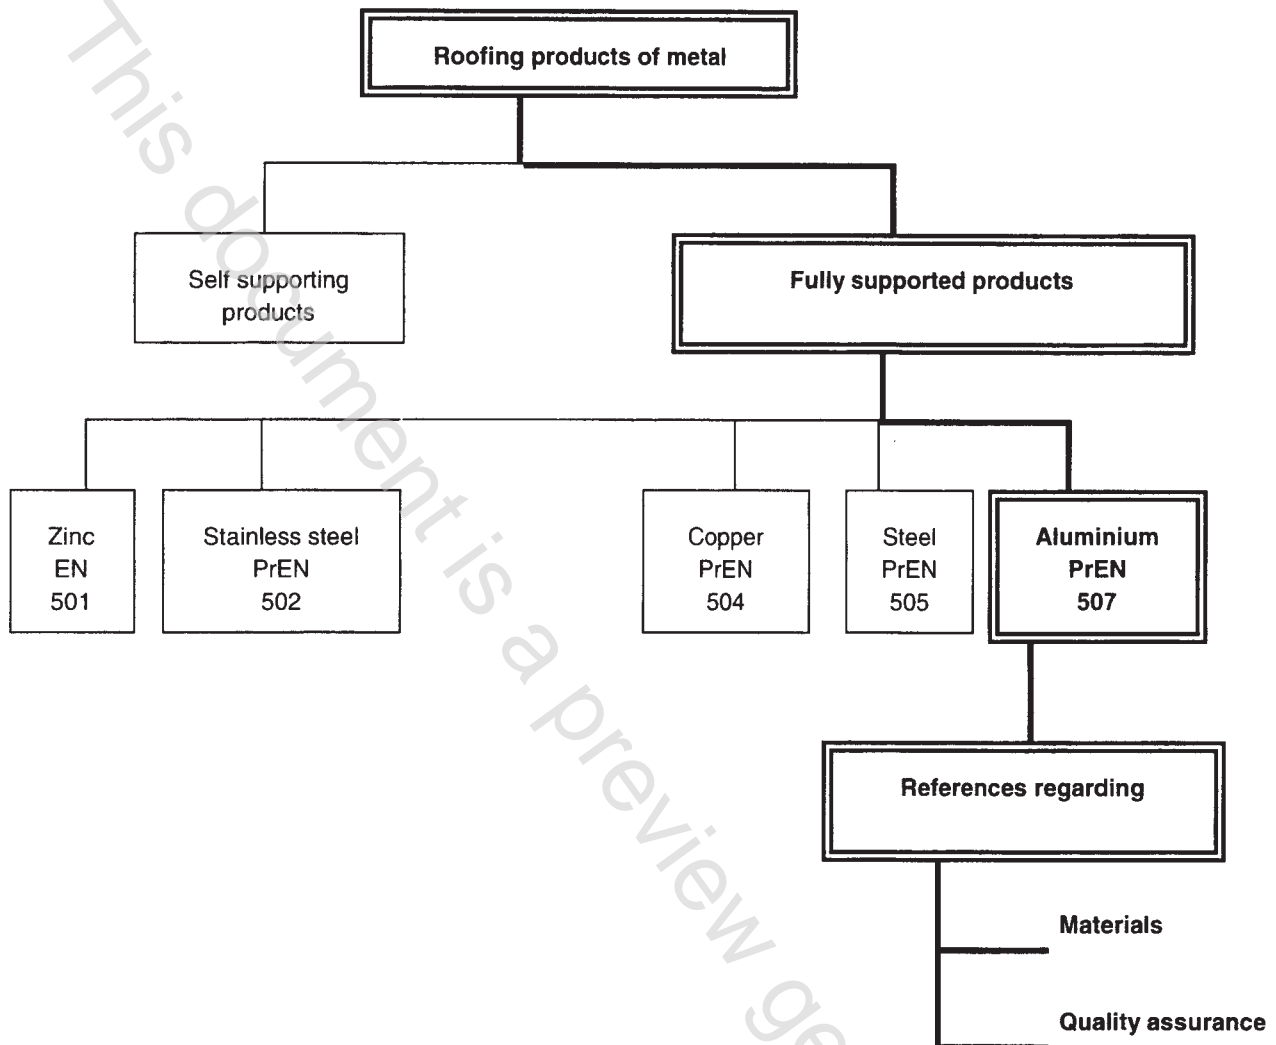 Roofing products of metal
Self supporting
products
Fully supported products
Zinc
EN
501
Stainless steel
PrEN
502
Copper
PrEN
504
Steel
PrEN
505
Aluminium
PrEN
507
References regarding
Materials
Quality assurance
This document is a preview ge